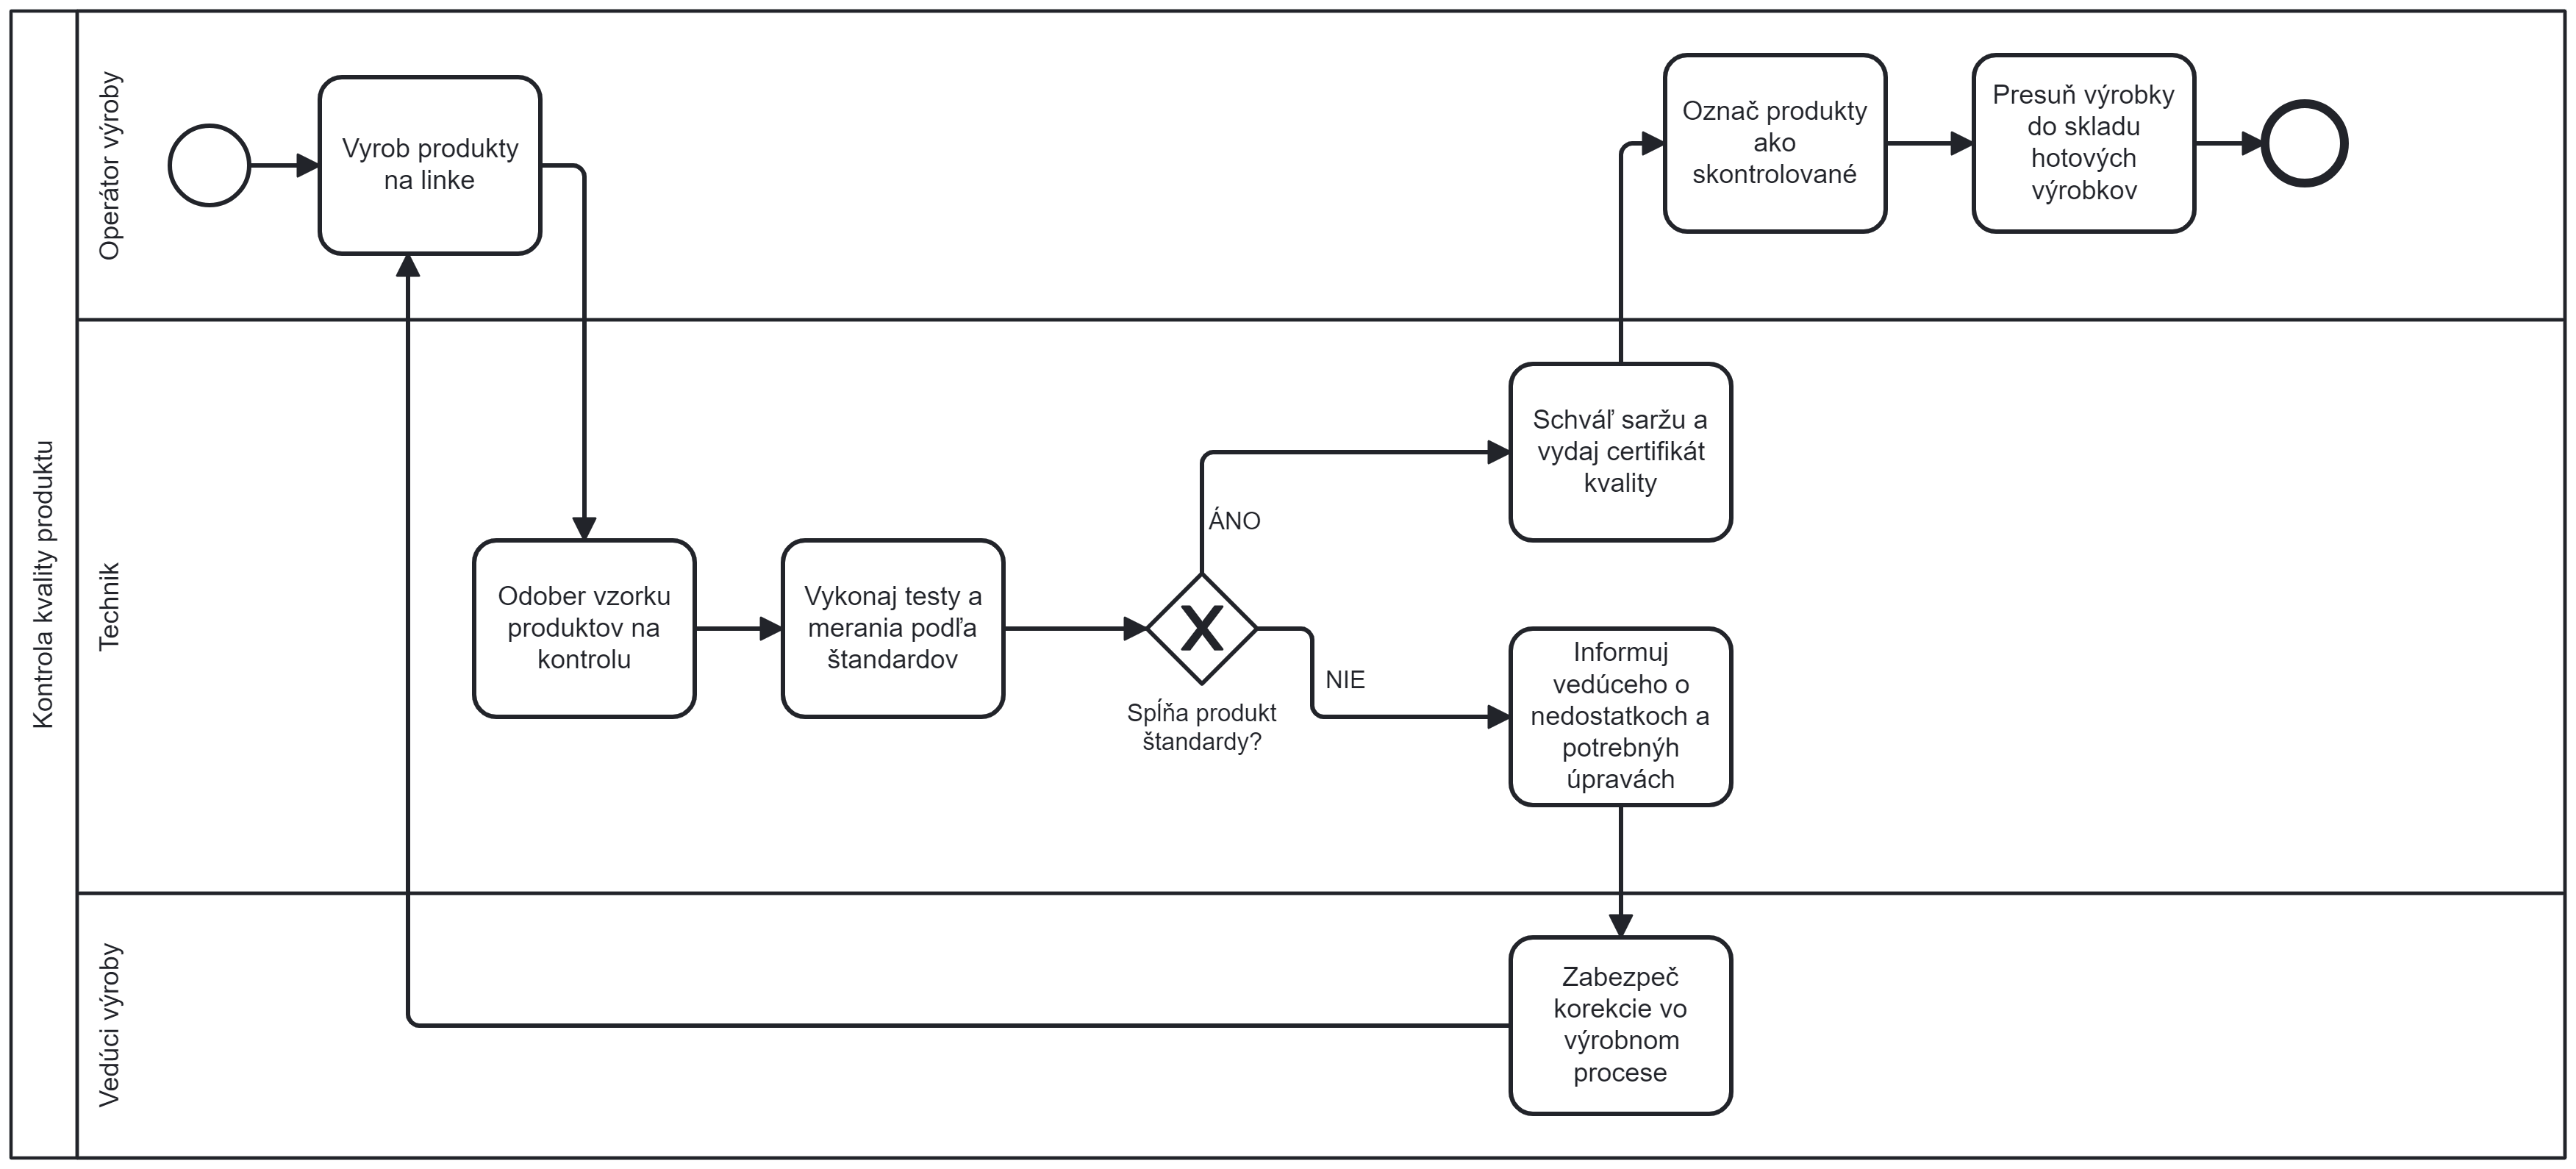 Kontrola kvality produktu
Operátor výroby
Vyrob produkty
na linke
Označ produkty
ako
skontrolované
Presuň výrobky
do skladu
hotových
výrobkov
Technik
Odober vzorku
produktov na
kontrolu
Vykonaj testy a
merania podľa
štandardov
Spĺňa produkt
štandardy?
ÁNO
Schváľ saržu a
vydaj certifikát
kvality
NIE
Informuj
vedúceho o
nedostatkoch a
potrebnýh
úpravách
Vedúci výroby
Zabezpeč
korekcie vo
výrobnom
procese